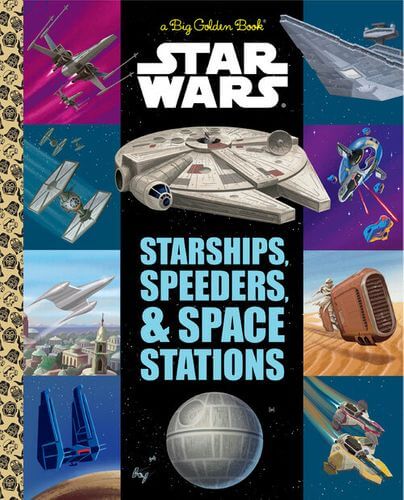 a Big Golden Book®
STAR
WARS®
STARSHIPS,
SPEEDERS,
& SPACE
STATIONS